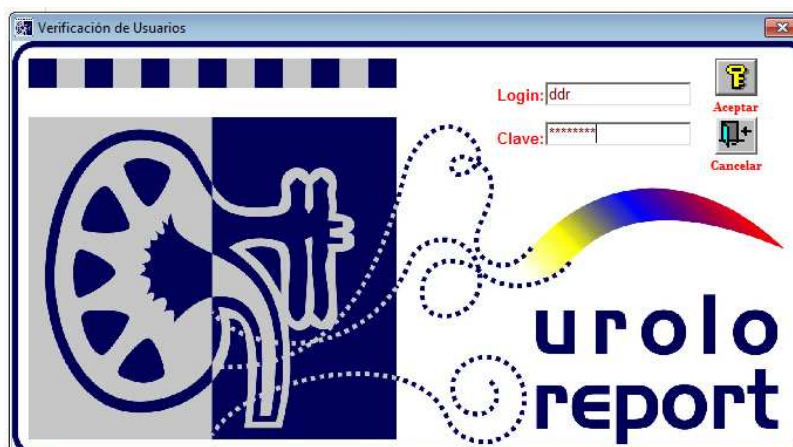 Verificación de Usuarios
Login: ddr
Aceptar
Clave: ********
Cancelar
urolo
report